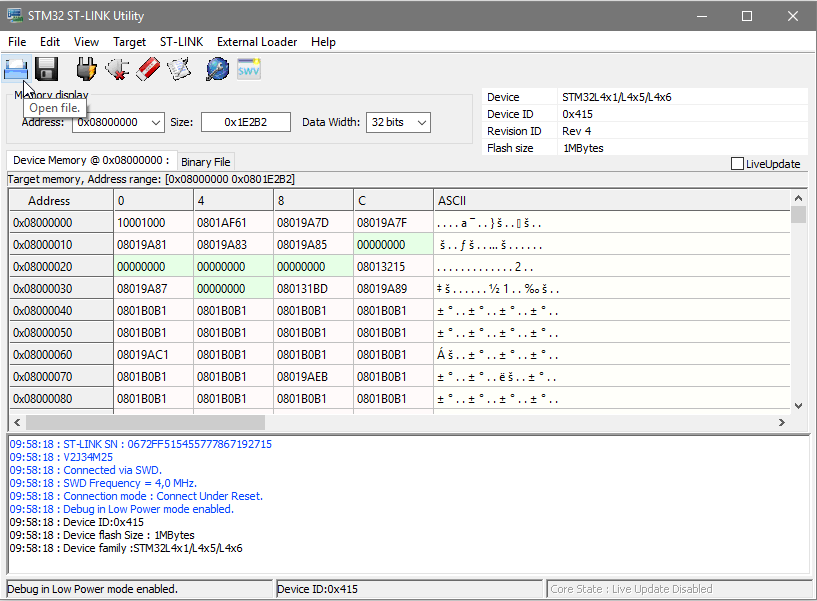 STM32 ST-LINK Utility
File Edit View Target ST-LINK External Loader Help
SWV
Memory display
Open file.
Address: 0x08000000 Size: 0x1E2B2 Data Width: 32 bits
Device STM32L4x1/L4x5/L4x6
Device ID 0x415
Revision ID Rev 4
Flash size 1MBytes
LiveUpdate
Device Memory @ 0x08000000 : Binary File
Target memory, Address range: [0x08000000 0x0801E2B2]
Address 0 4 8 C ASCII
0x08000000 10001000 0801AF61 08019A7D 08019A7F ....a¯..}š..▯š..
0x08000010 08019A81 08019A83 08019A85 00000000 š..ƒš..…š......
0x08000020 00000000 00000000 00000000 08013215 .............2..
0x08000030 08019A87 00000000 080131BD 08019A89 ‡š......½1..‰š..
0x08000040 0801B0B1 0801B0B1 0801B0B1 0801B0B1 ±°..±°..±°..±°..
0x08000050 0801B0B1 0801B0B1 0801B0B1 0801B0B1 ±°..±°..±°..±°..
0x08000060 08019AC1 0801B0B1 0801B0B1 0801B0B1 Áš..±°..±°..±°..
0x08000070 0801B0B1 0801B0B1 08019AEB 0801B0B1 ±°..±°..ëš..±°..
0x08000080 0801B0B1 0801B0B1 0801B0B1 0801B0B1 ±°..±°..±°..±°..
09:58:18 : ST-LINK SN : 0672FF515455777867192715
09:58:18 : V2J34M25
09:58:18 : Connected via SWD.
09:58:18 : SWD Frequency = 4,0 MHz.
09:58:18 : Connection mode : Connect Under Reset.
09:58:18 : Debug in Low Power mode enabled.
09:58:18 : Device ID:0x415
09:58:18 : Device flash Size : 1MBytes
09:58:18 : Device family :STM32L4x1/L4x5/L4x6
Debug in Low Power mode enabled. Device ID:0x415 Core State : Live Update Disabled